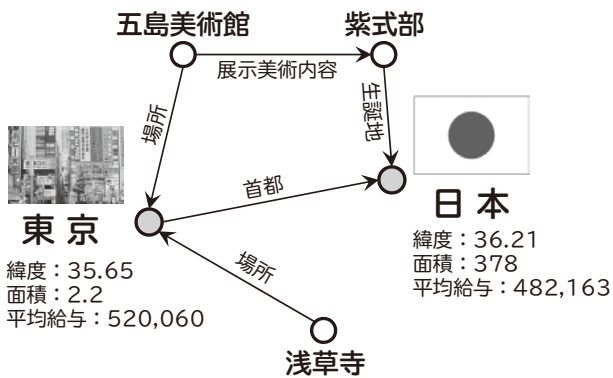 五島美術館
紫式部
展示美術内容
場所
生誕地
首都
東京
緯度：35.65
面積：2.2
平均給与：520,060
日本
緯度：36.21
面積：378
平均給与：482,163
場所
浅草寺